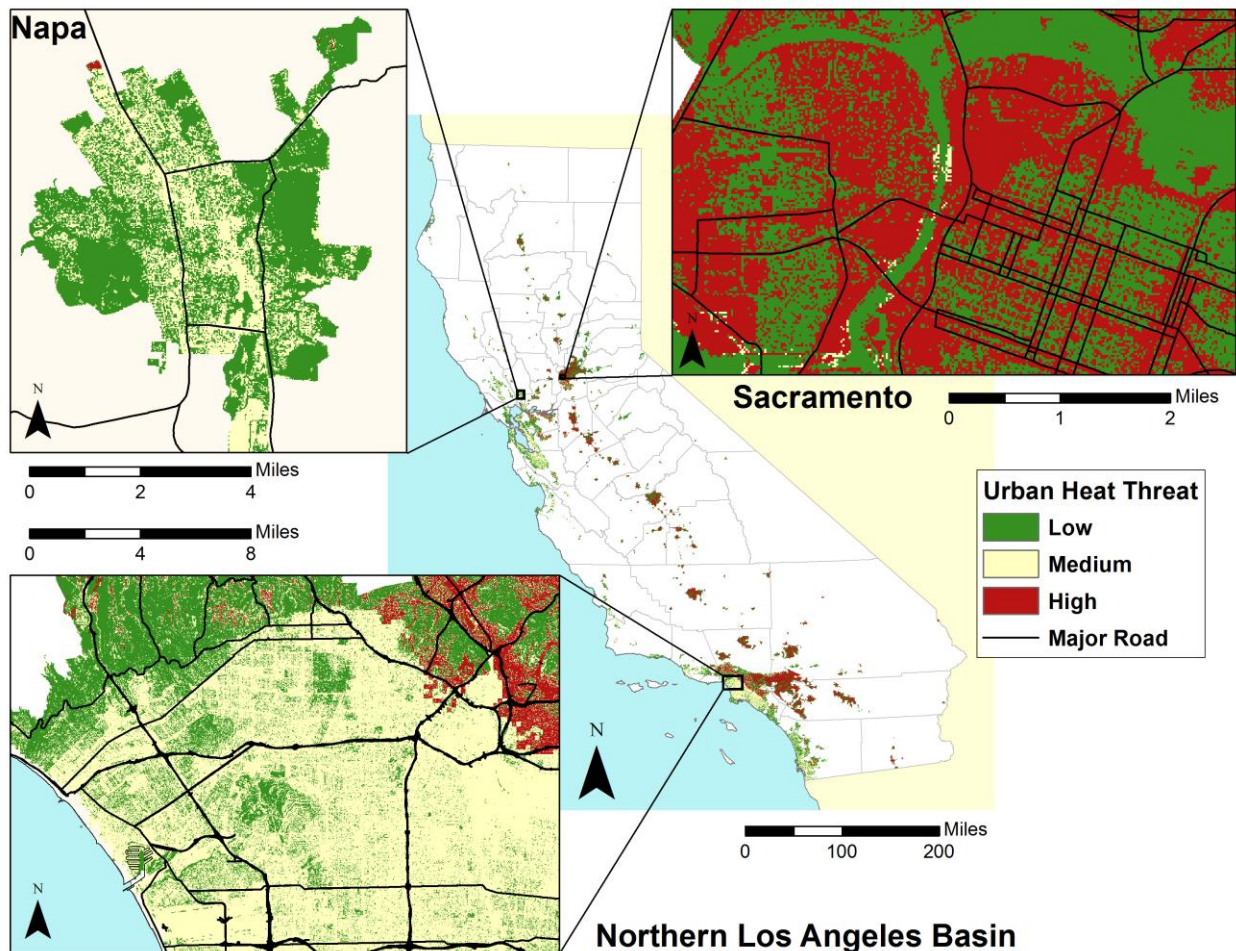 Napa
N
Miles
0 2 4
Sacramento
N
Miles
0 1 2
Urban Heat Threat
Low
Medium
High
Major Road
Miles
0 4 8
N
Northern Los Angeles Basin
N
Miles
0 100 200